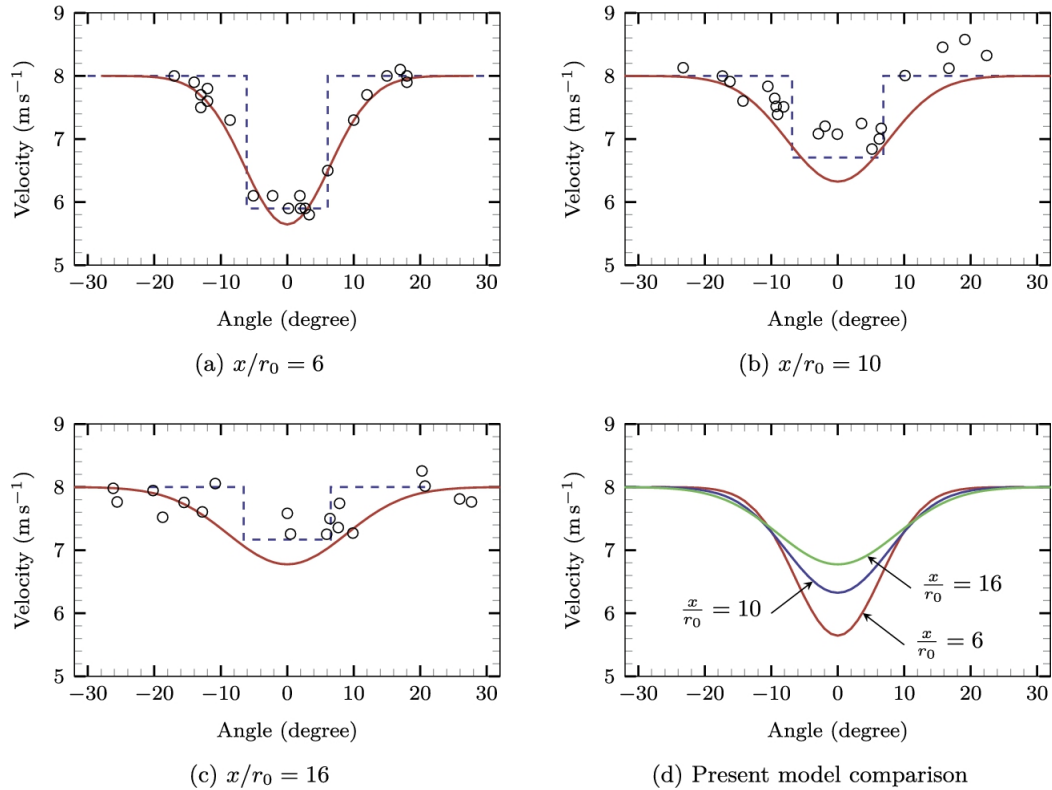 9
8
7
6
5
Velocity (m s⁻¹)
−30 −20 −10 0 10 20 30
Angle (degree)
(a) x/r₀ = 6
9
8
7
6
5
Velocity (m s⁻¹)
−30 −20 −10 0 10 20 30
Angle (degree)
(b) x/r₀ = 10
9
8
7
6
5
Velocity (m s⁻¹)
−30 −20 −10 0 10 20 30
Angle (degree)
(c) x/r₀ = 16
9
8
7
6
5
Velocity (m s⁻¹)
x/r₀ = 16
x/r₀ = 10
x/r₀ = 6
−30 −20 −10 0 10 20 30
Angle (degree)
(d) Present model comparison